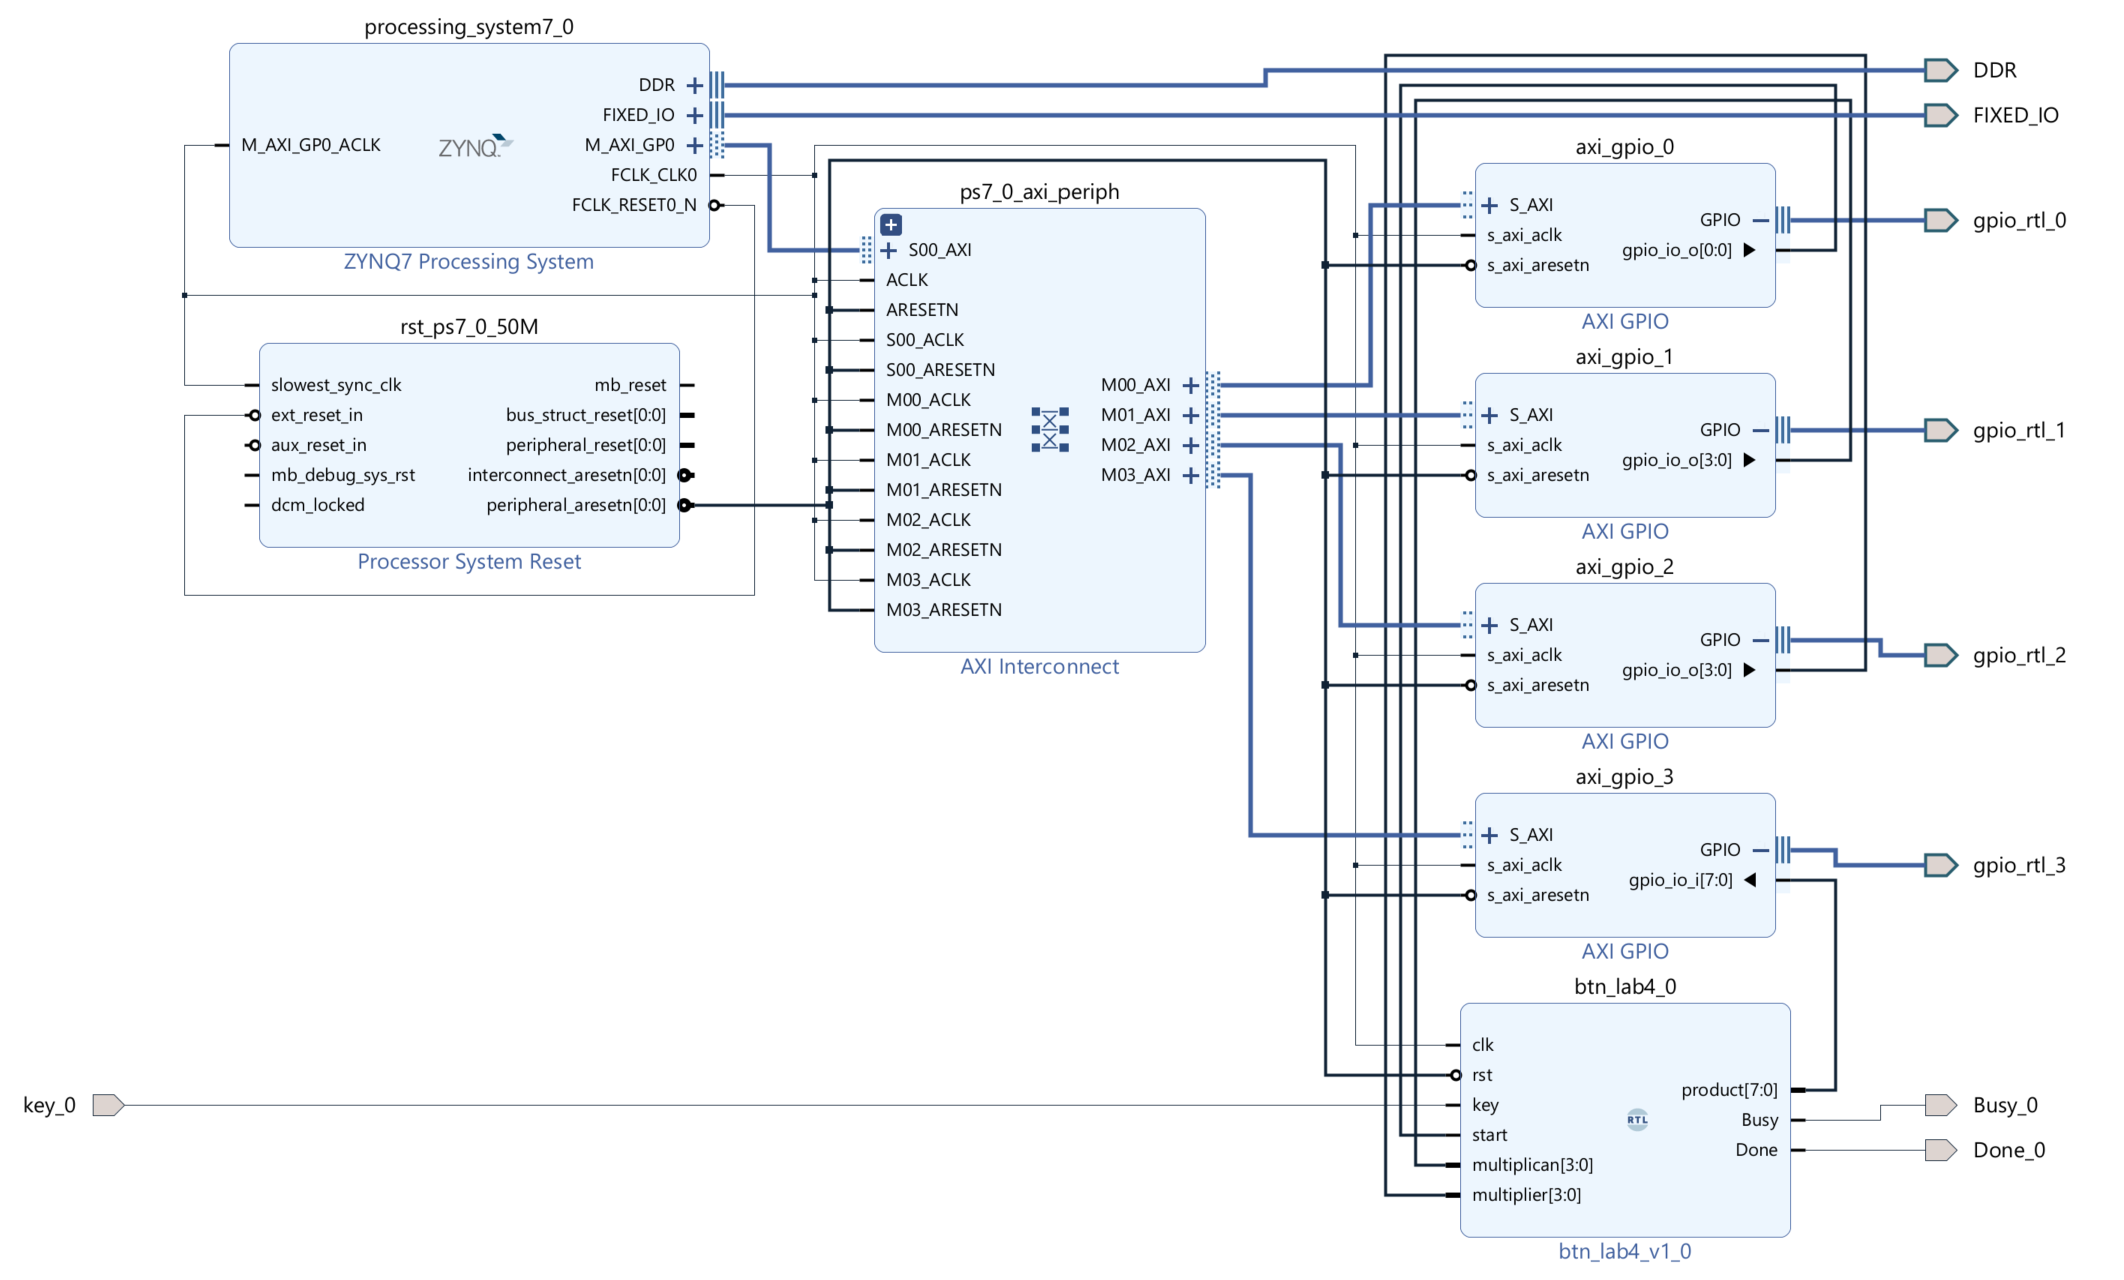 processing_system7_0
DDR
FIXED_IO
M_AXI_GP0_ACLK
ZYNQ
M_AXI_GP0
FCLK_CLK0
FCLK_RESET0_N
ZYNQ7 Processing System
rst_ps7_0_50M
slowest_sync_clk
mb_reset
ext_reset_in
bus_struct_reset[0:0]
aux_reset_in
peripheral_reset[0:0]
mb_debug_sys_rst
interconnect_aresetn[0:0]
dcm_locked
peripheral_aresetn[0:0]
Processor System Reset
ps7_0_axi_periph
S00_AXI
ACLK
ARESETN
S00_ACLK
S00_ARESETN
M00_ACLK
M00_ARESETN
M01_ACLK
M01_ARESETN
M02_ACLK
M02_ARESETN
M03_ACLK
M03_ARESETN
M00_AXI
M01_AXI
M02_AXI
M03_AXI
AXI Interconnect
axi_gpio_0
S_AXI
s_axi_aclk
s_axi_aresetn
GPIO
gpio_io_o[0:0]
AXI GPIO
axi_gpio_1
S_AXI
s_axi_aclk
s_axi_aresetn
GPIO
gpio_io_o[3:0]
AXI GPIO
axi_gpio_2
S_AXI
s_axi_aclk
s_axi_aresetn
GPIO
gpio_io_o[3:0]
AXI GPIO
axi_gpio_3
S_AXI
s_axi_aclk
s_axi_aresetn
GPIO
gpio_io_i[7:0]
AXI GPIO
btn_lab4_0
clk
rst
key
start
multiplican[3:0]
multiplier[3:0]
RTL
product[7:0]
Busy
Done
btn_lab4_v1_0
key_0
DDR
FIXED_IO
gpio_rtl_0
gpio_rtl_1
gpio_rtl_2
gpio_rtl_3
Busy_0
Done_0